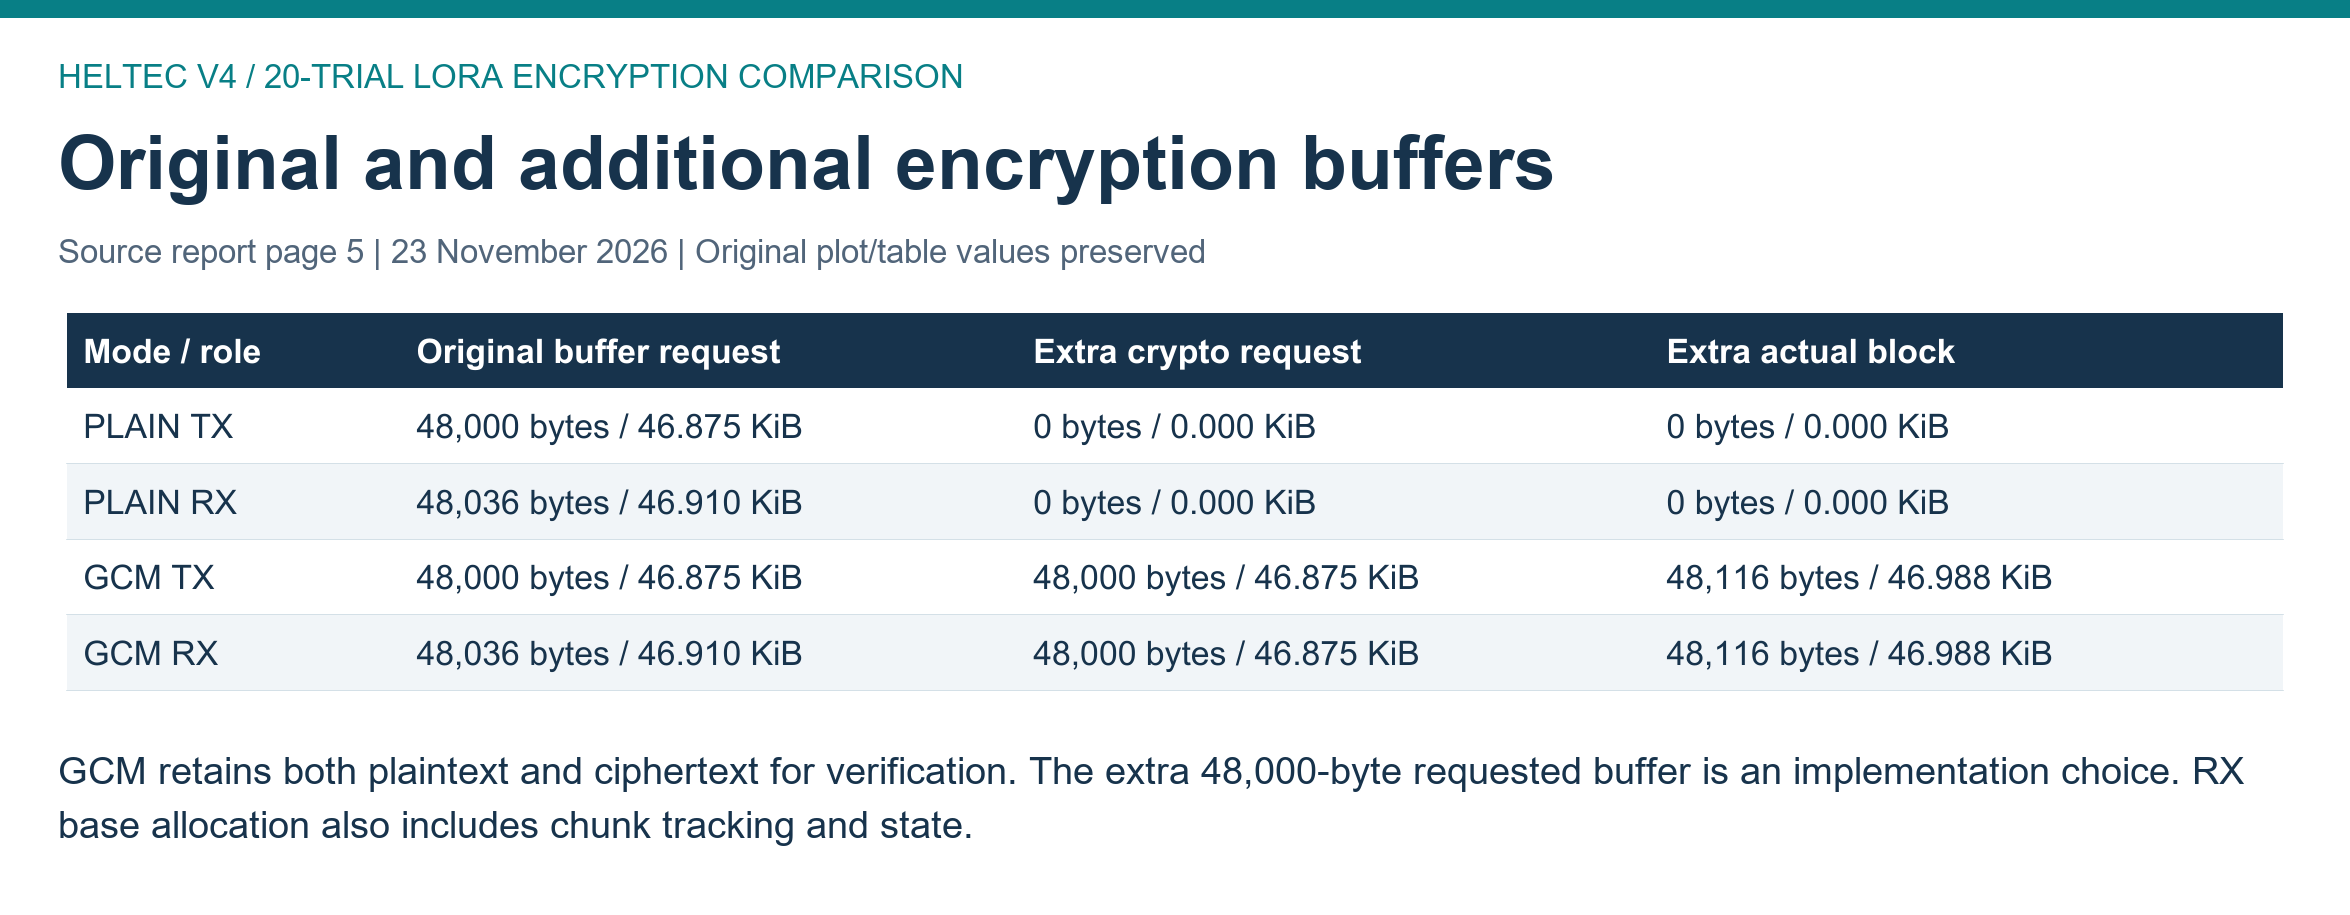 HELTEC V4 / 20-TRIAL LORA ENCRYPTION COMPARISON
Original and additional encryption buffers
Source report page 5 | 23 November 2026 | Original plot/table values preserved
Mode / role Original buffer request Extra crypto request Extra actual block
PLAIN TX 48,000 bytes / 46.875 KiB 0 bytes / 0.000 KiB 0 bytes / 0.000 KiB
PLAIN RX 48,036 bytes / 46.910 KiB 0 bytes / 0.000 KiB 0 bytes / 0.000 KiB
GCM TX 48,000 bytes / 46.875 KiB 48,000 bytes / 46.875 KiB 48,116 bytes / 46.988 KiB
GCM RX 48,036 bytes / 46.910 KiB 48,000 bytes / 46.875 KiB 48,116 bytes / 46.988 KiB
GCM retains both plaintext and ciphertext for verification. The extra 48,000-byte requested buffer is an implementation choice. RX
base allocation also includes chunk tracking and state.